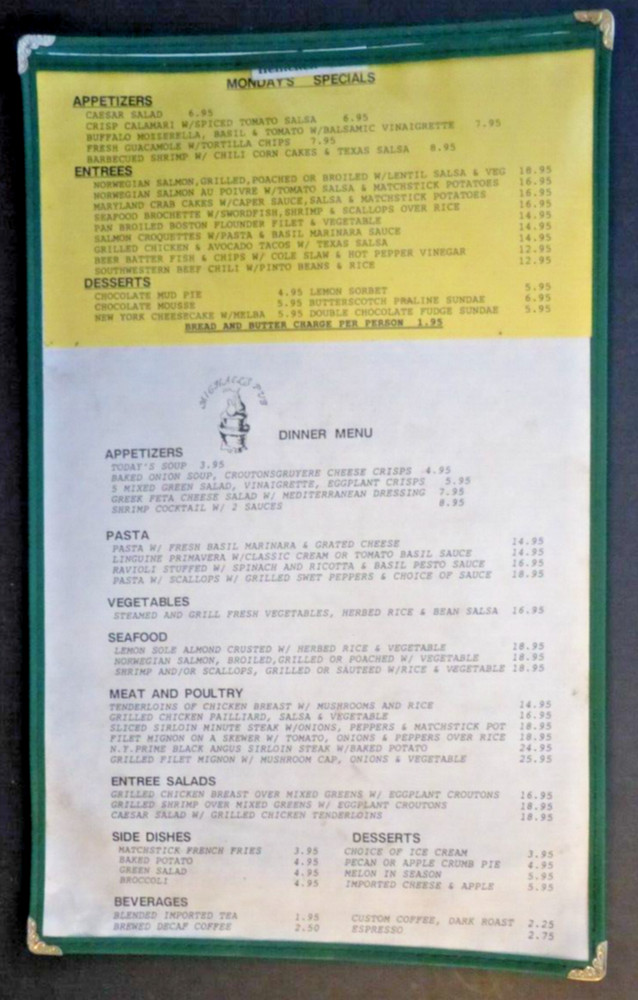 MONDAY'S SPECIALS
APPETIZERS
CAESAR SALAD 6.95
CRISP CALAMARI W/SPICED TOMATO SALSA 6.95
BUFFALO MOZZERELLA, BASIL & TOMATO W/BALSAMIC VINAIGRETTE 7.95
FRESH GUACAMOLE W/TORTILLA CHIPS 7.95
BARBECUED SHRIMP W/ CHILI CORN CAKES & TEXAS SALSA 8.95
ENTREES
NORWEGIAN SALMON,GRILLED,POACHED OR BROILED W/LENTIL SALSA & VEG 18.95
NORWEGIAN SALMON AU POIVRE W/TOMATO SALSA & MATCHSTICK POTATOES 16.95
MARYLAND CRAB CAKES W/CAPER SAUCE,SALSA & MATCHSTICK POTATOES 16.95
SEAFOOD BROCHETTE W/SWORDFISH,SHRIMP & SCALLOPS OVER RICE 16.95
PAN BROILED BOSTON FLOUNDER FILET & VEGETABLE 14.95
SALMON CROQUETTES W/PASTA & BASIL MARINARA SAUCE 14.95
GRILLED CHICKEN & AVOCADO TACOS W/ TEXAS SALSA 14.95
BEER BATTER FISH & CHIPS W/ COLE SLAW & HOT PEPPER VINEGAR 12.95
SOUTHWESTERN BEEF CHILI W/PINTO BEANS & RICE 12.95
DESSERTS
CHOCOLATE MUD PIE 4.95 LEMON SORBET 5.95
CHOCOLATE MOUSSE 5.95 BUTTERSCOTCH PRALINE SUNDAE 6.95
NEW YORK CHEESECAKE W/MELBA 5.95 DOUBLE CHOCOLATE FUDGE SUNDAE 5.95
BREAD AND BUTTER CHARGE PER PERSON 1.95
PUB
DINNER MENU
APPETIZERS
TODAY'S SOUP 3.95
BAKED ONION SOUP, CROUTONSGRUYERE CHEESE CRISPS 4.95
5 MIXED GREEN SALAD, VINAIGRETTE, EGGPLANT CRISPS 5.95
GREEK FETA CHEESE SALAD W/ MEDITERRANEAN DRESSING 7.95
SHRIMP COCKTAIL W/ 2 SAUCES 8.95
PASTA
PASTA W/ FRESH BASIL MARINARA & GRATED CHEESE 14.95
LINGUINE PRIMAVERA W/CLASSIC CREAM OR TOMATO BASIL SAUCE 14.95
RAVIOLI STUFFED W/ SPINACH AND RICOTTA & BASIL PESTO SAUCE 16.95
PASTA W/ SCALLOPS W/ GRILLED SWET PEPPERS & CHOICE OF SAUCE 18.95
VEGETABLES
STEAMED AND GRILL FRESH VEGETABLES, HERBED RICE & BEAN SALSA 16.95
SEAFOOD
LEMON SOLE ALMOND CRUSTED W/ HERBED RICE & VEGETABLE 18.95
NORWEGIAN SALMON, BROILED,GRILLED OR POACHED W/ VEGETABLE 18.95
SHRIMP AND/OR SCALLOPS, GRILLED OR SAUTEED W/RICE & VEGETABLE 18.95
MEAT AND POULTRY
TENDERLOINS OF CHICKEN BREAST W/ MUSHROOMS AND RICE 14.95
GRILLED CHICKEN PAILLIARD, SALSA & VEGETABLE 16.95
SLICED SIRLOIN MINUTE STEAK W/ONIONS, PEPPERS & MATCHSTICK POT 18.95
FILET MIGNON ON A SKEWER W/ TOMATO, ONIONS & PEPPERS OVER RICE 18.95
N.Y.PRIME BLACK ANGUS SIRLOIN STEAK W/BAKED POTATO 24.95
GRILLED FILET MIGNON W/ MUSHROOM CAP, ONIONS & VEGETABLE 25.95
ENTREE SALADS
GRILLED CHICKEN BREAST OVER MIXED GREENS W/ EGGPLANT CROUTONS 16.95
GRILLED SHRIMP OVER MIXED GREENS W/ EGGPLANT CROUTONS 18.95
CAESAR SALAD W/ GRILLED CHICKEN TENDERLOINS 18.95
SIDE DISHES
MATCHSTICK FRENCH FRIES 3.95
BAKED POTATO 4.95
GREEN SALAD 4.95
BROCCOLI 4.95
DESSERTS
CHOICE OF ICE CREAM 3.95
PECAN OR APPLE CRUMB PIE 4.95
MELON IN SEASON 5.95
IMPORTED CHEESE & APPLE 5.95
BEVERAGES
BLENDED IMPORTED TEA 1.95
BREWED DECAF COFFEE 2.50
CUSTOM COFFEE, DARK ROAST 2.25
ESPRESSO 2.75